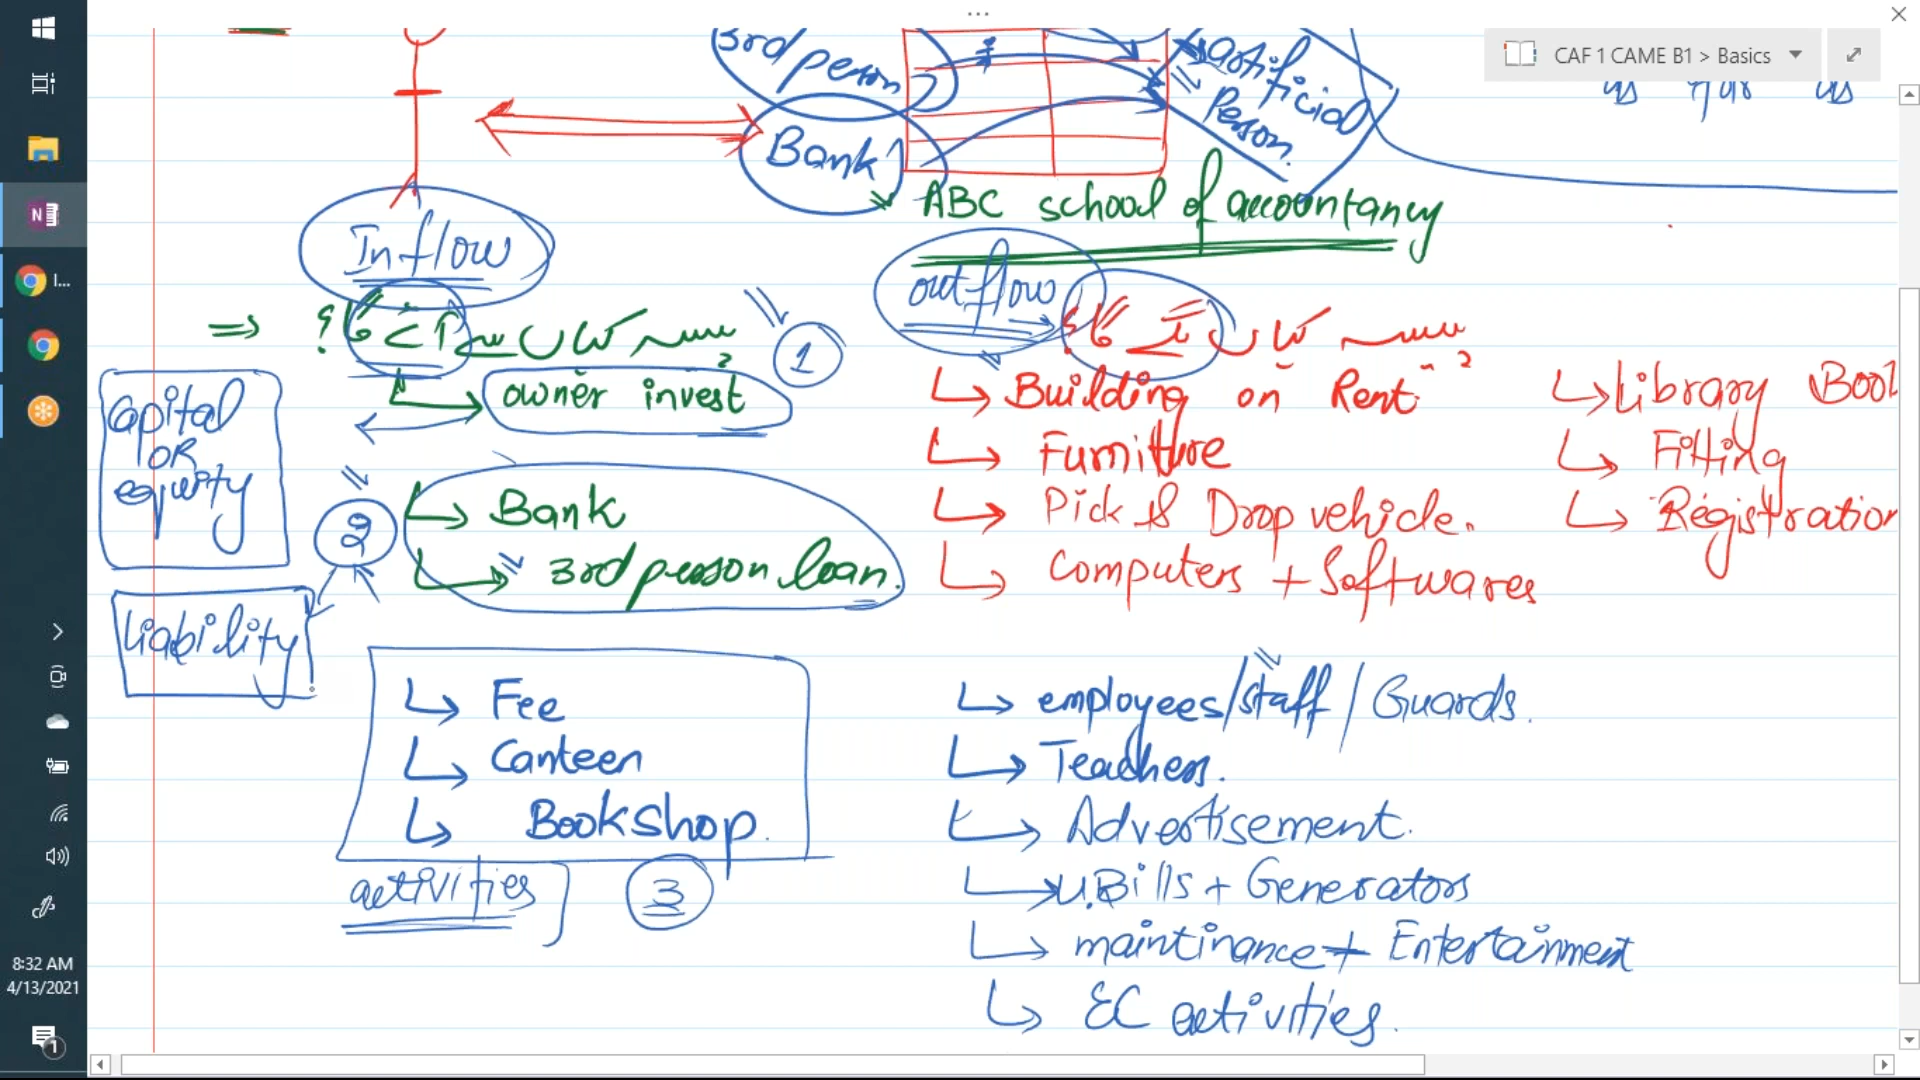 CAF 1 CAME B1 > Basics
3rd person
Artificial
Person.
Bank
ABC school of accountancy
Inflow
outflow
پیسہ کہاں سے آئے گا؟
1
پیسہ کہاں لگے گا؟
Capital
OR
equity
owner invest
Building on Rent
Library Boo
Furniture
Fitting
2
Bank
Pick & Drop vehicle.
Registration
3rd person loan.
Computers + Softwares
Liability
Fee
employees/staff/Guards.
Canteen
Teachers.
Bookshop.
Advertisement.
activities
3
U.Bills + Generators
maintinance + Entertainment
EC activities.
I...
8:32 AM
4/13/2021
1